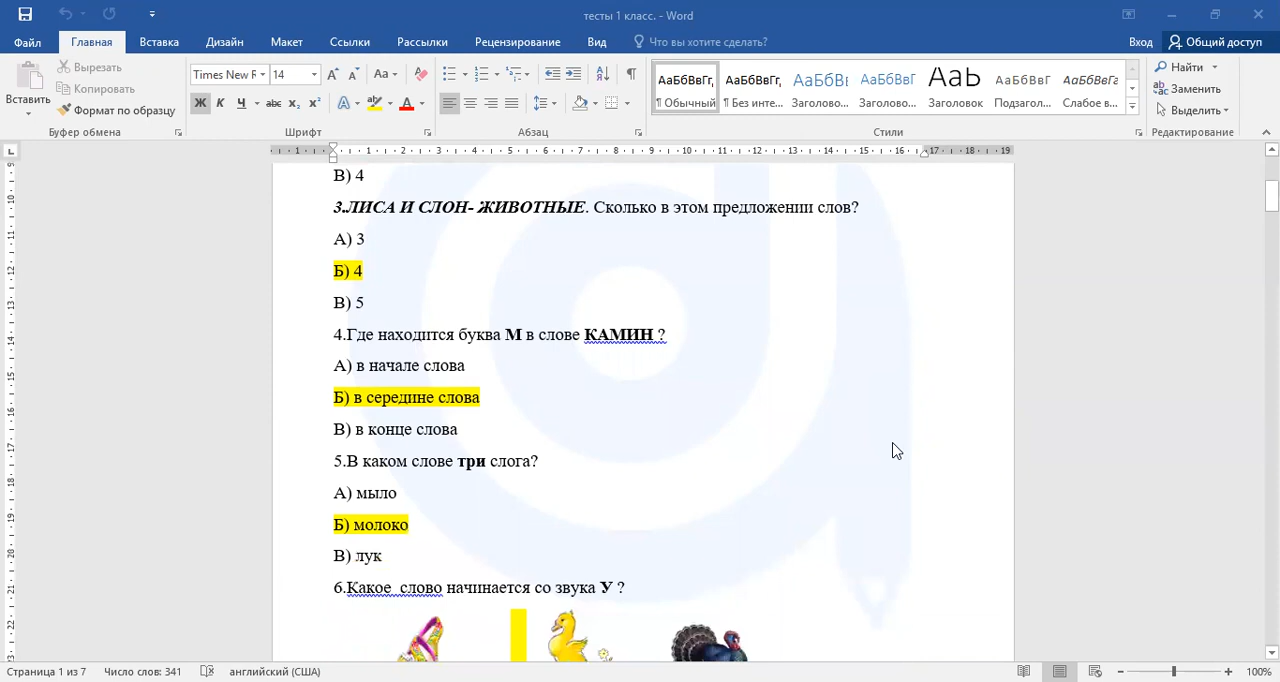 тесты 1 класс. - Word
Файл Главная Вставка Дизайн Макет Ссылки Рассылки Рецензирование Вид Что вы хотите сделать? Вход Общий доступ
Вставить
Вырезать
Копировать
Формат по образцу
Буфер обмена
Times New R 14
Шрифт
Абзац
АаБбВвГг, АаБбВвГг, АаБбВı АаБбВвГ АаЬ АаБбВвГ АаБбВвГг
¶ Обычный ¶ Без инте... Заголово... Заголово... Заголовок Подзагол... Слабое в...
Стили
Найти
Заменить
Выделить
Редактирование
В) 4
3.ЛИСА И СЛОН- ЖИВОТНЫЕ. Сколько в этом предложении слов?
А) 3
Б) 4
В) 5
4.Где находится буква М в слове КАМИН ?
А) в начале слова
Б) в середине слова
В) в конце слова
5.В каком слове три слога?
А) мыло
Б) молоко
В) лук
6.Какое слово начинается со звука У ?
Страница 1 из 7 Число слов: 341 английский (США) 100%